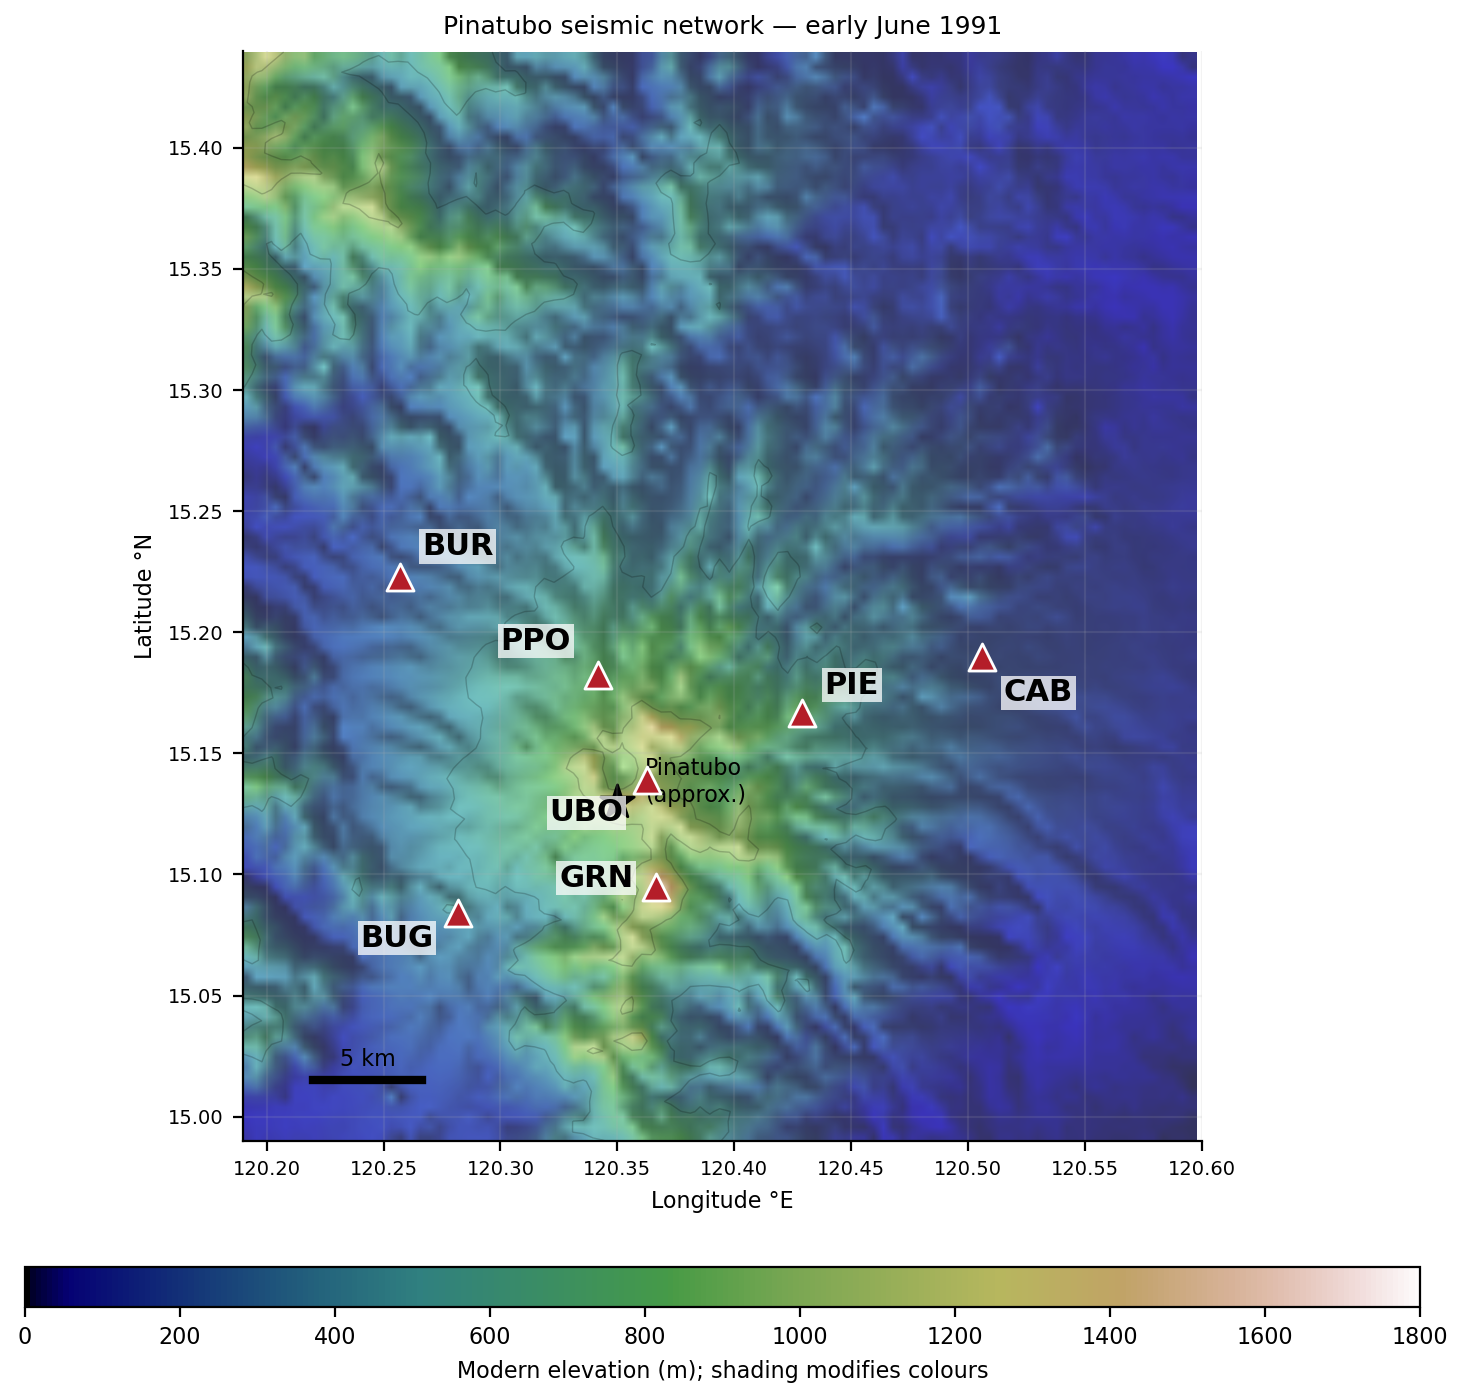 Pinatubo seismic network — early June 1991
Latitude °N
15.40
15.35
15.30
15.25
15.20
15.15
15.10
15.05
15.00
BUR
PPO
PIE
CAB
Pinatubo
(approx.)
UBO
GRN
BUG
5 km
120.20 120.25 120.30 120.35 120.40 120.45 120.50 120.55 120.60
Longitude °E
0 200 400 600 800 1000 1200 1400 1600 1800
Modern elevation (m); shading modifies colours